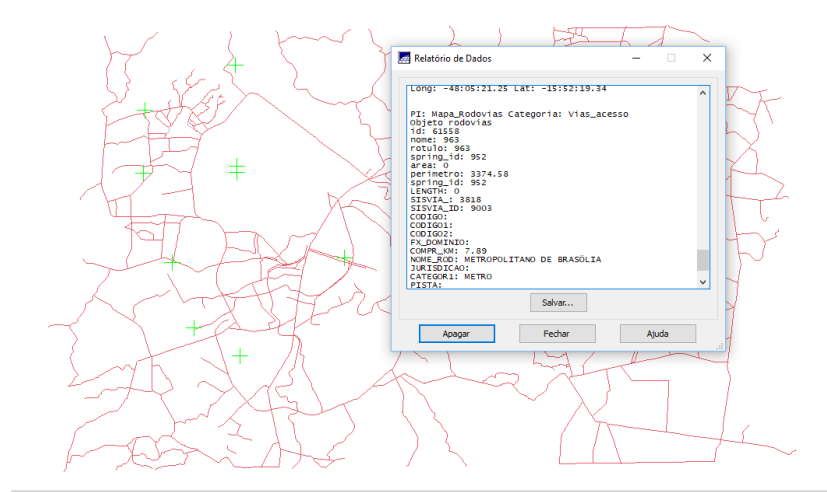 Relatório de Dados
Long: -48:05:21.25 Lat: -15:52:19.34
PI: Mapa_Rodovias Categoria: Vias_acesso
Objeto rodovias
id: 61558
nome: 963
rotulo: 963
spring_id: 952
area: 0
perimetro: 3374.58
spring_id: 952
LENGTH: 0
SISVIA_: 3818
SISVIA_ID: 9003
CODIGO:
CODIGO1:
CODIGO2:
FX_DOMINIO:
COMPR_KM: 7.89
NOME_ROD: METROPOLITANO DE BRASÖLIA
JURISDICAO:
CATEGOR1: METRO
PISTA:
Salvar...
Apagar Fechar Ajuda